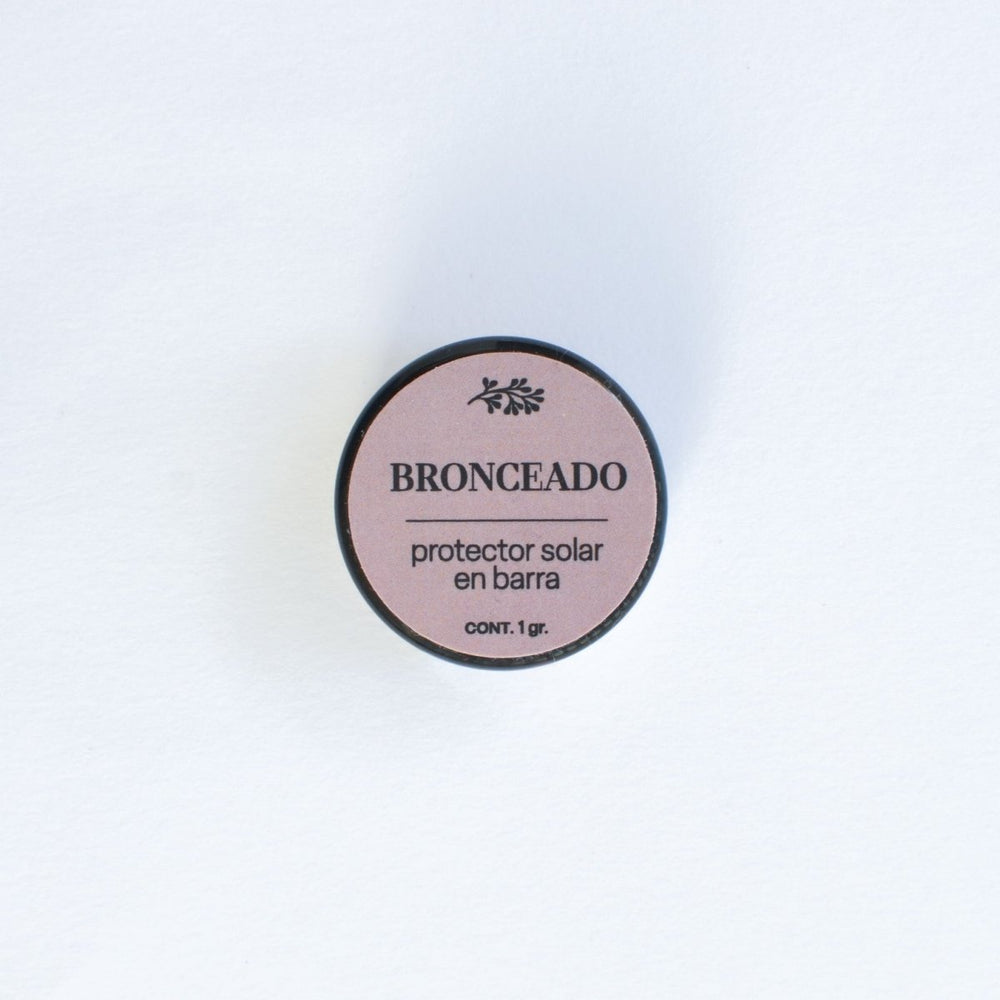 BRONCEADO
protector solar
en barra
CONT. 1 gr.